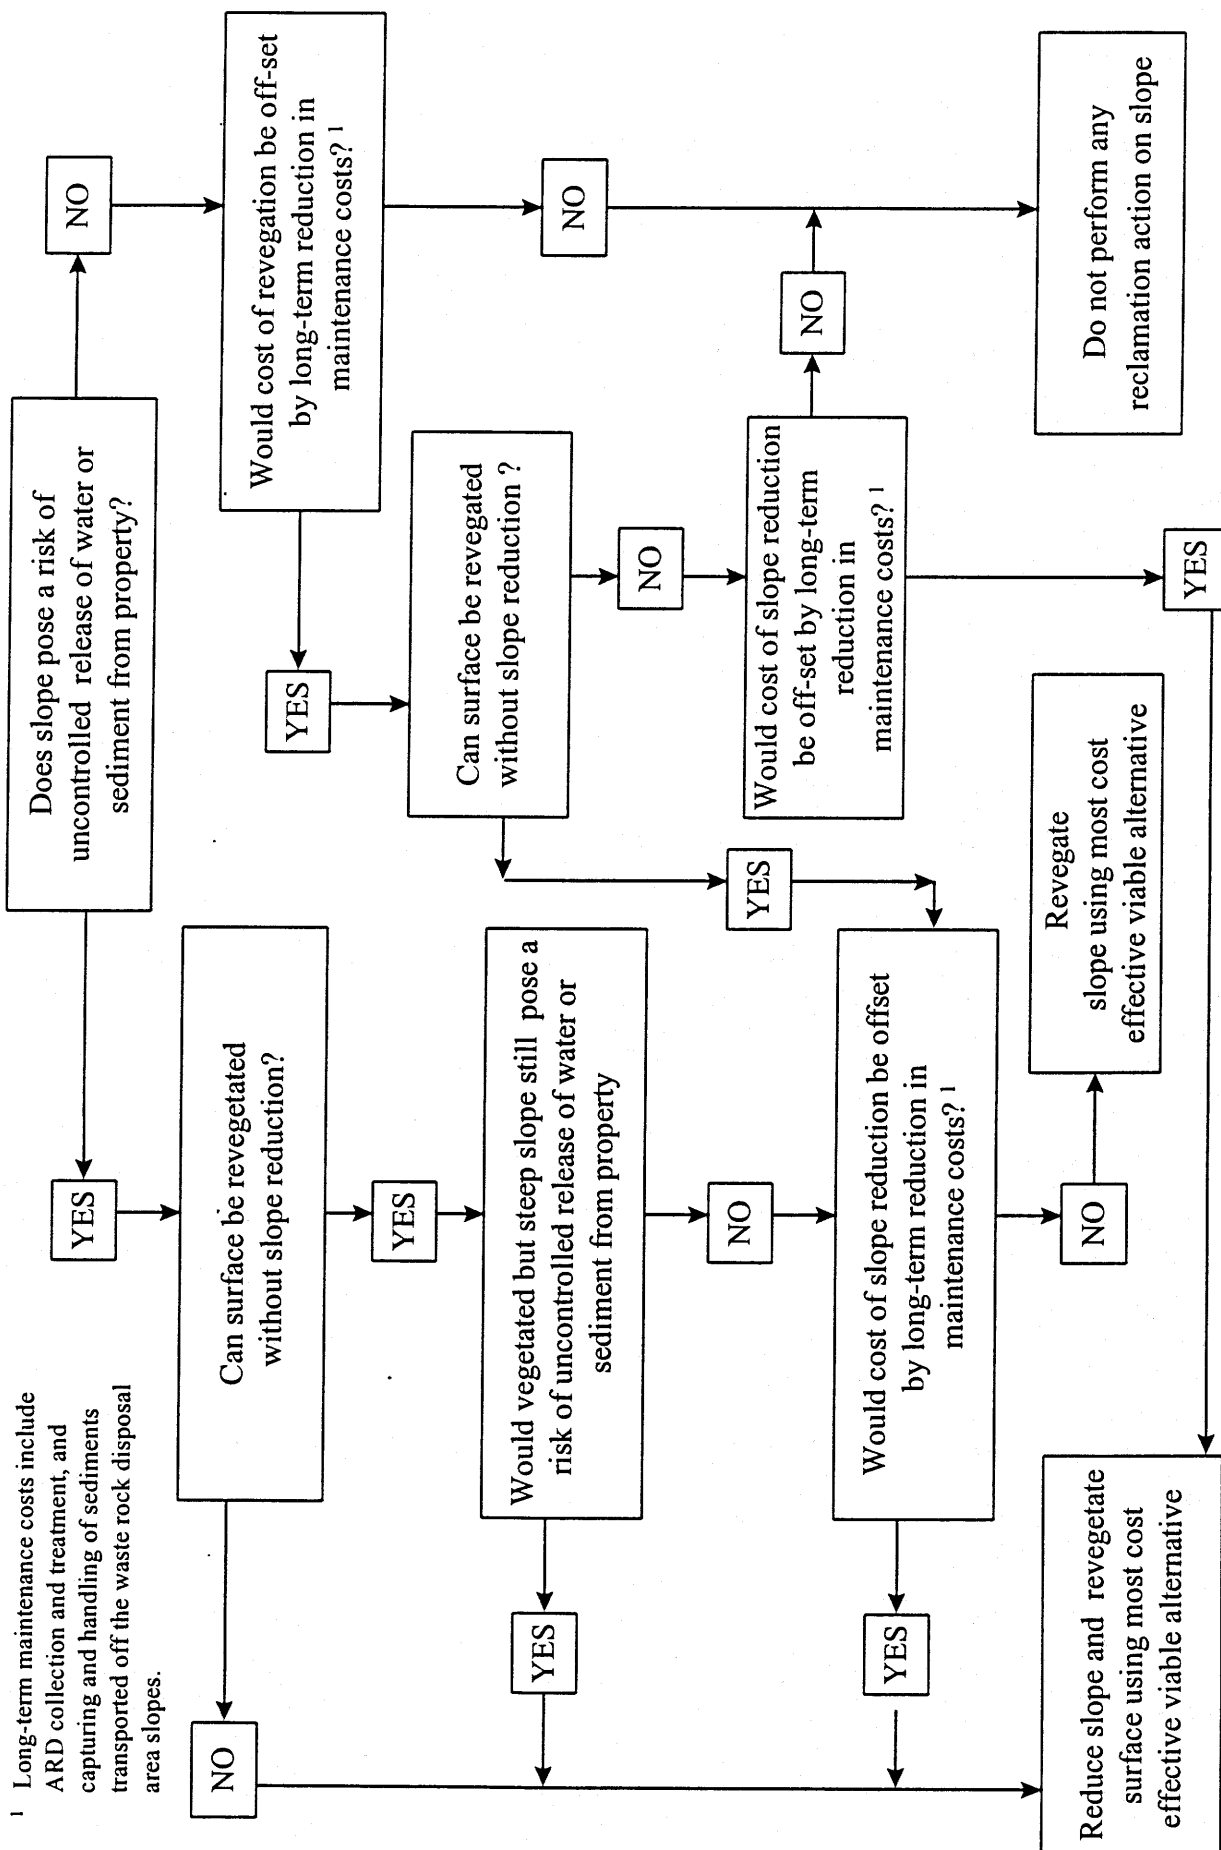 ¹ Long-term maintenance costs include
ARD collection and treatment, and
capturing and handling of sediments
transported off the waste rock disposal
area slopes.
Does slope pose a risk of
uncontrolled release of water or
sediment from property?
YES
NO
Can surface be revegetated
without slope reduction?
NO
YES
Would cost of revegation be off-set
by long-term reduction in
maintenance costs? ¹
YES
NO
Can surface be revegated
without slope reduction ?
YES
NO
Would vegetated but steep slope still pose a
risk of uncontrolled release of water or
sediment from property
YES
NO
Would cost of slope reduction
be off-set by long-term
reduction in
maintenance costs? ¹
NO
YES
Would cost of slope reduction be offset
by long-term reduction in
maintenance costs? ¹
YES
NO
Reduce slope and revegetate
surface using most cost
effective viable alternative
Revegate
slope using most cost
effective viable alternative
Do not perform any
reclamation action on slope